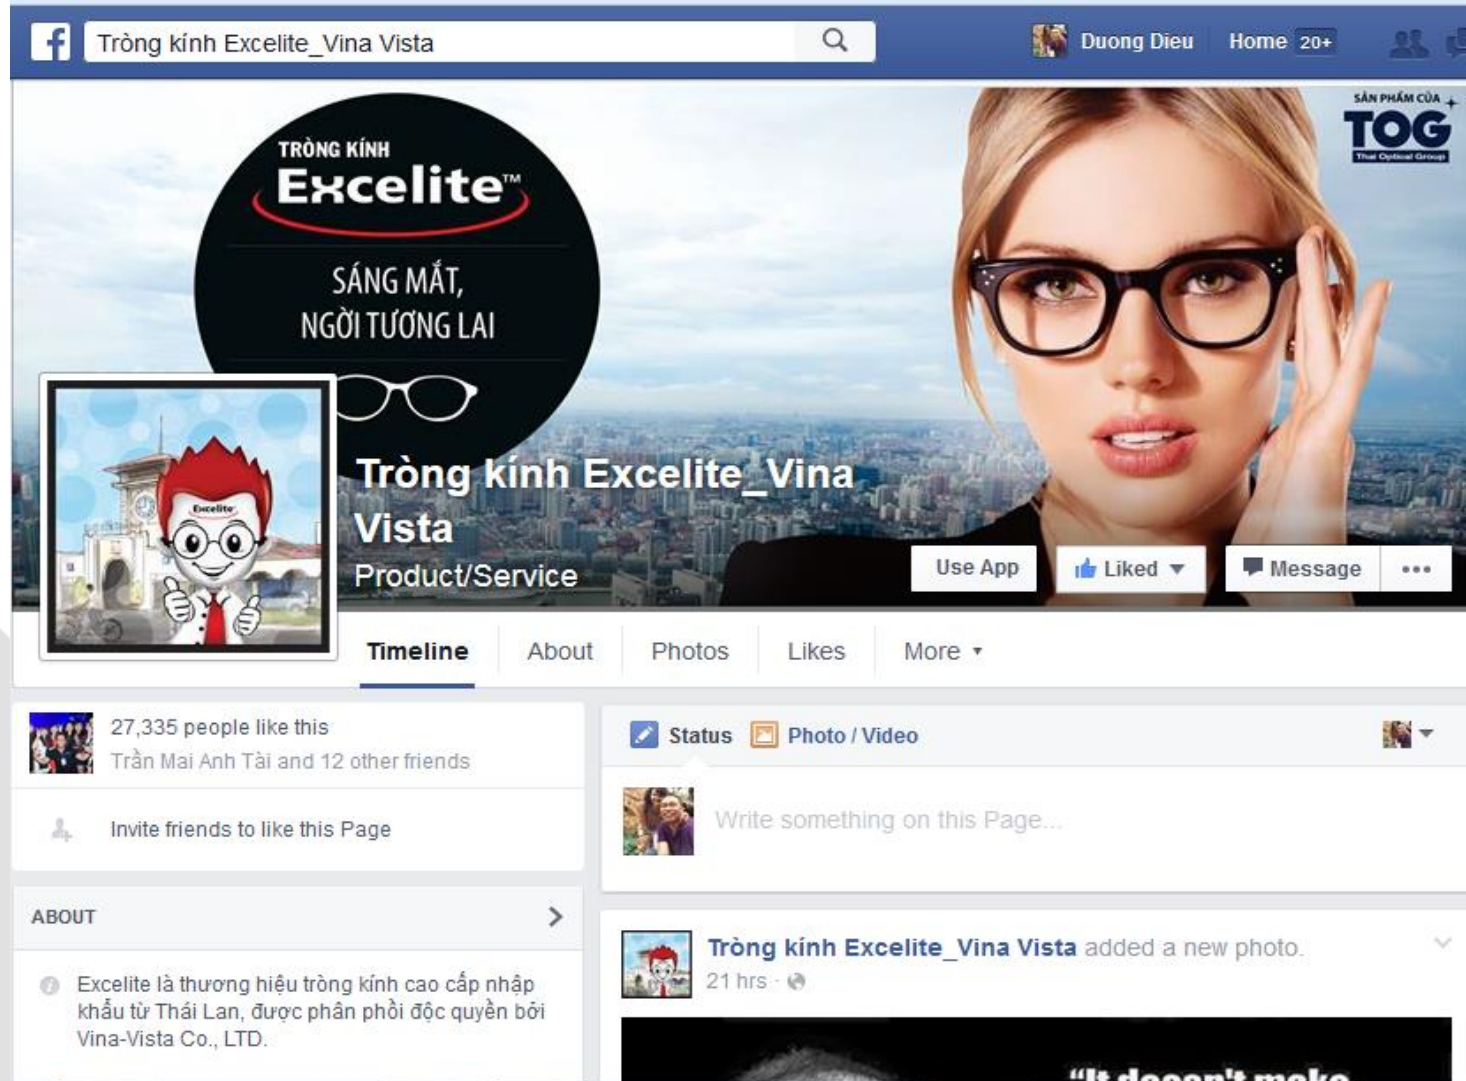 Tròng kính Excelite_Vina Vista
Duong Dieu
Home 20+
SẢN PHẨM CỦA
TOG
Thai Optical Group
TRÒNG KÍNH
Excelite™
SÁNG MẮT,
NGỜI TƯƠNG LAI
Excelite
Tròng kính Excelite_Vina
Vista
Product/Service
Use App
Liked
Message
Timeline
About
Photos
Likes
More
27,335 people like this
Trần Mai Anh Tài and 12 other friends
Invite friends to like this Page
ABOUT
Excelite là thương hiệu tròng kính cao cấp nhập
khẩu từ Thái Lan, được phân phối độc quyền bởi
Vina-Vista Co., LTD.
Status
Photo / Video
Write something on this Page...
Tròng kính Excelite_Vina Vista added a new photo.
21 hrs ·
“It doesn't make